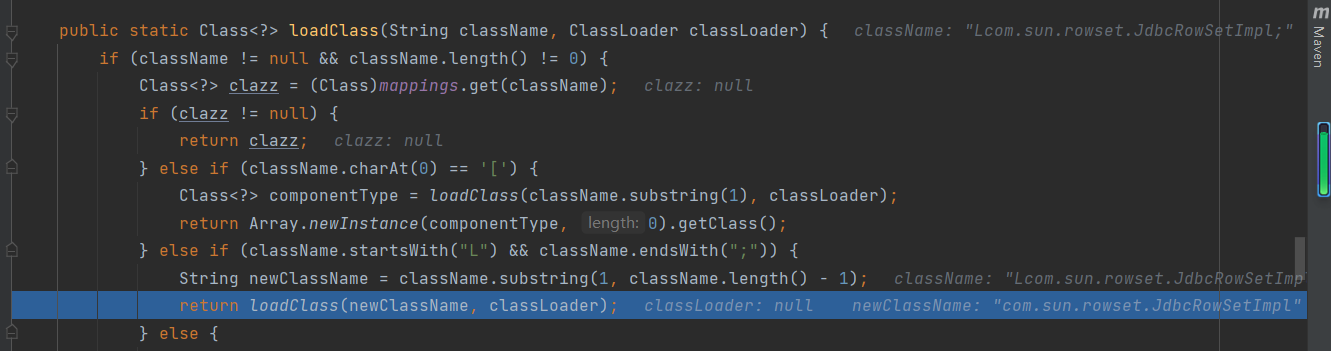 public static Class<?> loadClass(String className, ClassLoader classLoader) { className: "Lcom.sun.rowset.JdbcRowSetImpl;"
if (className != null && className.length() != 0) {
Class<?> clazz = (Class)mappings.get(className); clazz: null
if (clazz != null) {
return clazz; clazz: null
} else if (className.charAt(0) == '[') {
Class<?> componentType = loadClass(className.substring(1), classLoader);
return Array.newInstance(componentType, length: 0).getClass();
} else if (className.startsWith("L") && className.endsWith(";")) {
String newClassName = className.substring(1, className.length() - 1); className: "Lcom.sun.rowset.JdbcRowSetImp
return loadClass(newClassName, classLoader); classLoader: null newClassName: "com.sun.rowset.JdbcRowSetImpl"
} else {
m
Maven